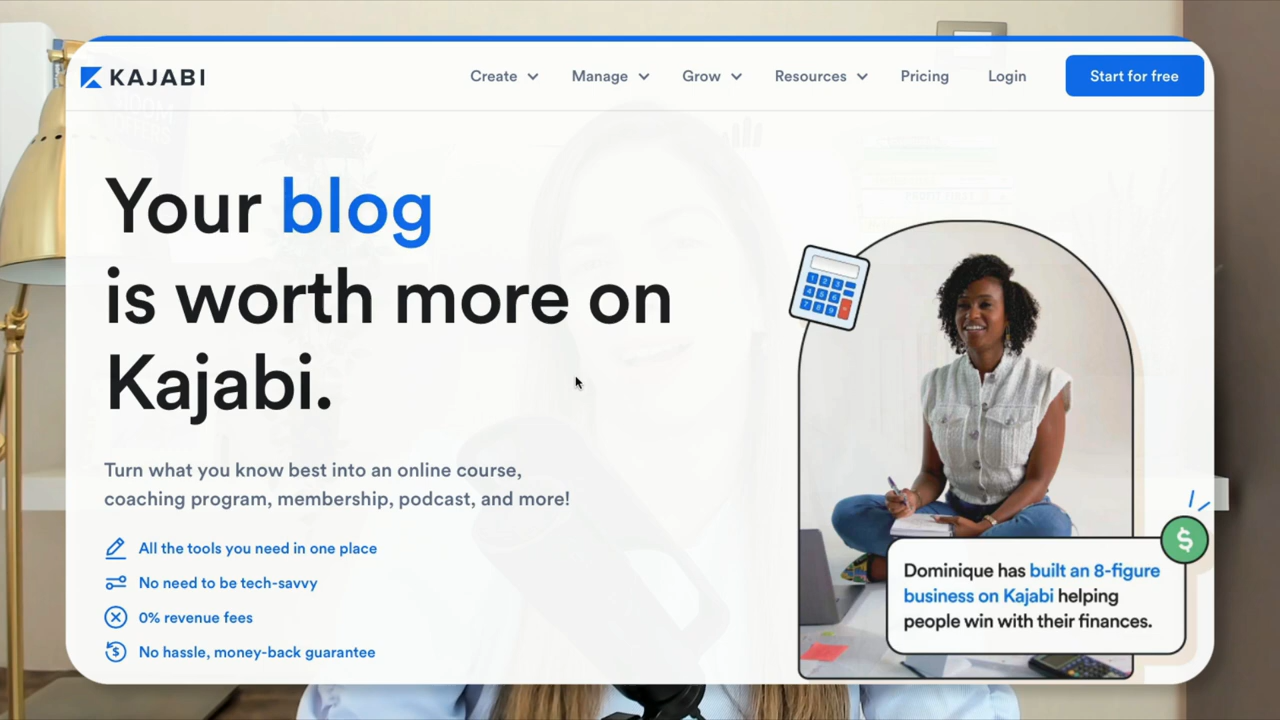 KAJABI
Create
Manage
Grow
Resources
Pricing
Login
Start for free
Your blog
is worth more on
Kajabi.
Turn what you know best into an online course,
coaching program, membership, podcast, and more!
All the tools you need in one place
No need to be tech-savvy
0% revenue fees
No hassle, money-back guarantee
$
Dominique has built an 8-figure
business on Kajabi helping
people win with their finances.